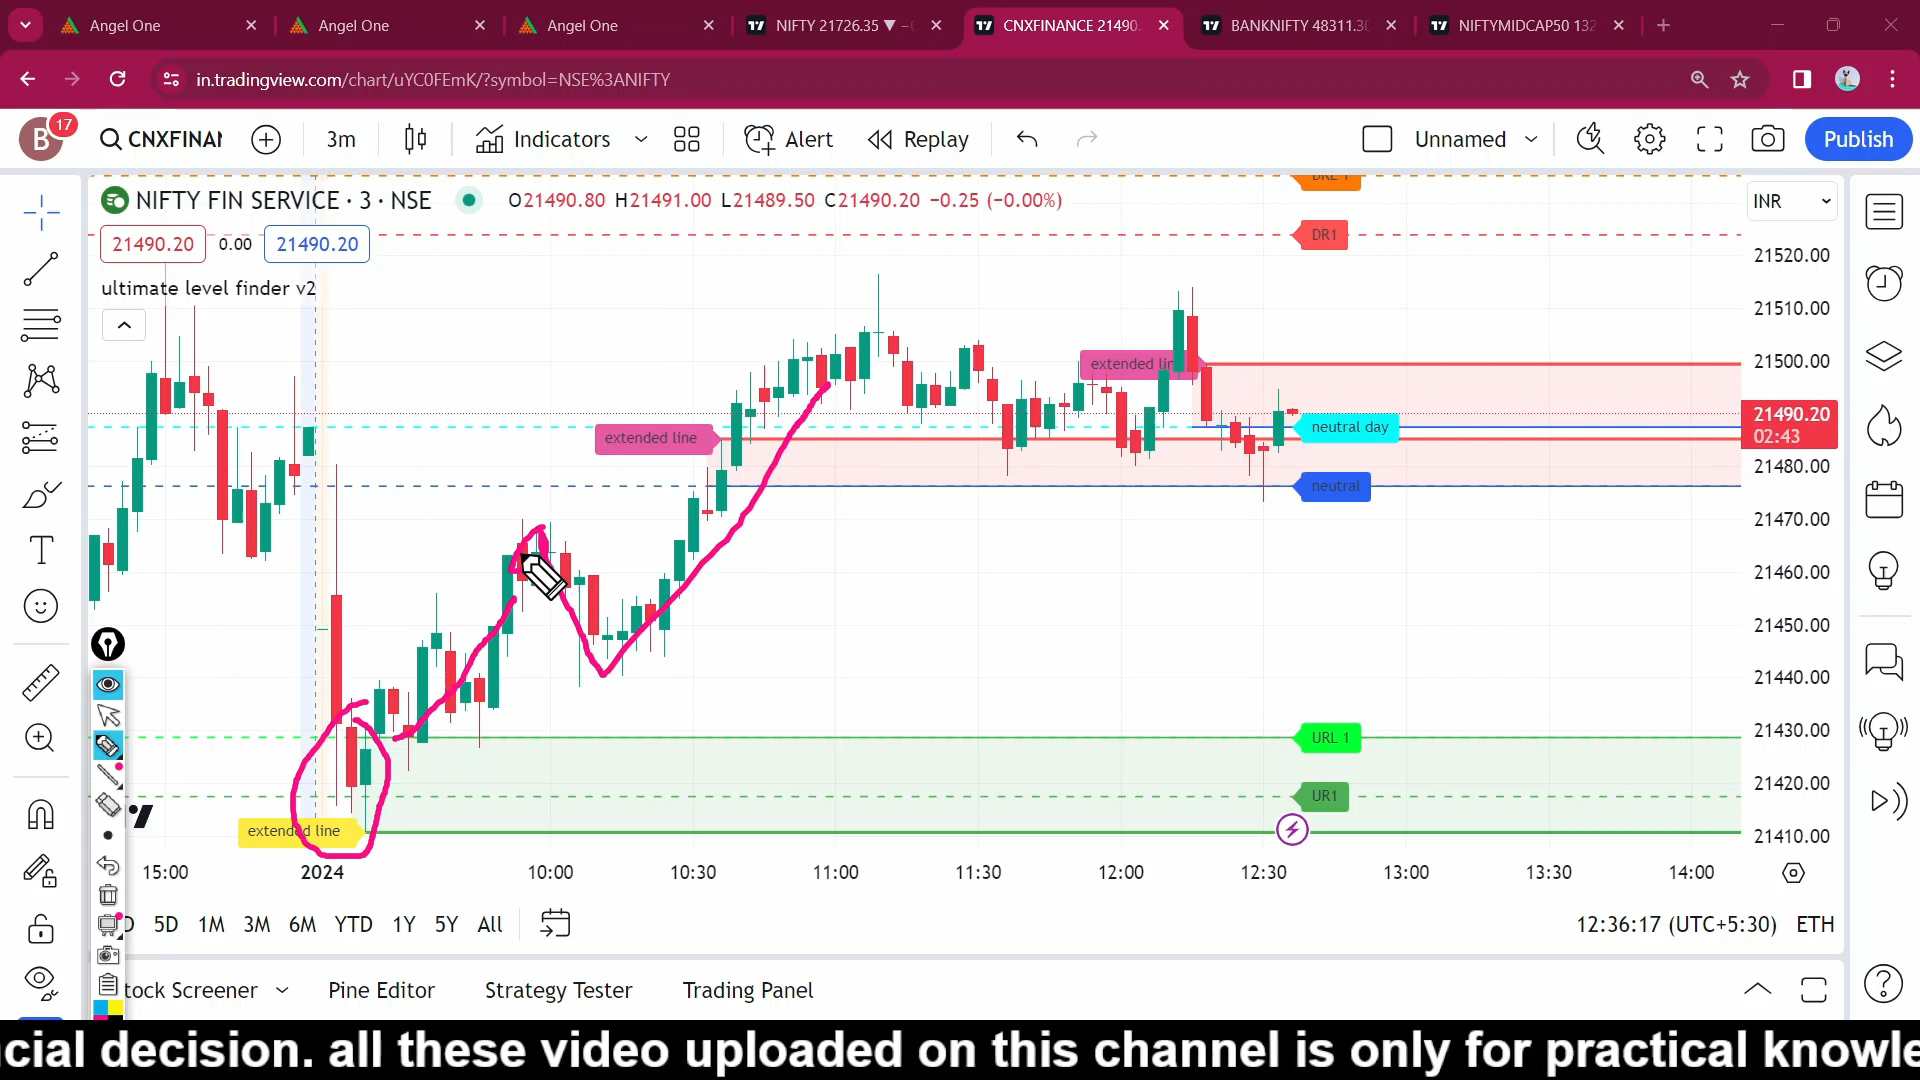 Angel One
Angel One
Angel One
NIFTY 21726.35 ▼
CNXFINANCE 21490.
BANKNIFTY 48311.30
NIFTYMIDCAP50 132
in.tradingview.com/chart/uYC0FEmK/?symbol=NSE%3ANIFTY
B 17
CNXFINAN
3m
Indicators
Alert
Replay
Unnamed
Publish
NIFTY FIN SERVICE · 3 · NSE
O21490.80 H21491.00 L21489.50 C21490.20 −0.25 (−0.00%)
INR
21490.20 0.00 21490.20
ultimate level finder v2
DR1
extended line
extended line
neutral day
neutral
URL 1
UR1
extended line
21520.00
21510.00
21500.00
21490.20
02:43
21480.00
21470.00
21460.00
21450.00
21440.00
21430.00
21420.00
21410.00
15:00 2024 10:00 10:30 11:00 11:30 12:00 12:30 13:00 13:30 14:00
5D 1M 3M 6M YTD 1Y 5Y All
12:36:17 (UTC+5:30) ETH
tock Screener Pine Editor Strategy Tester Trading Panel
cial decision. all these video uploaded on this channel is only for practical knowle